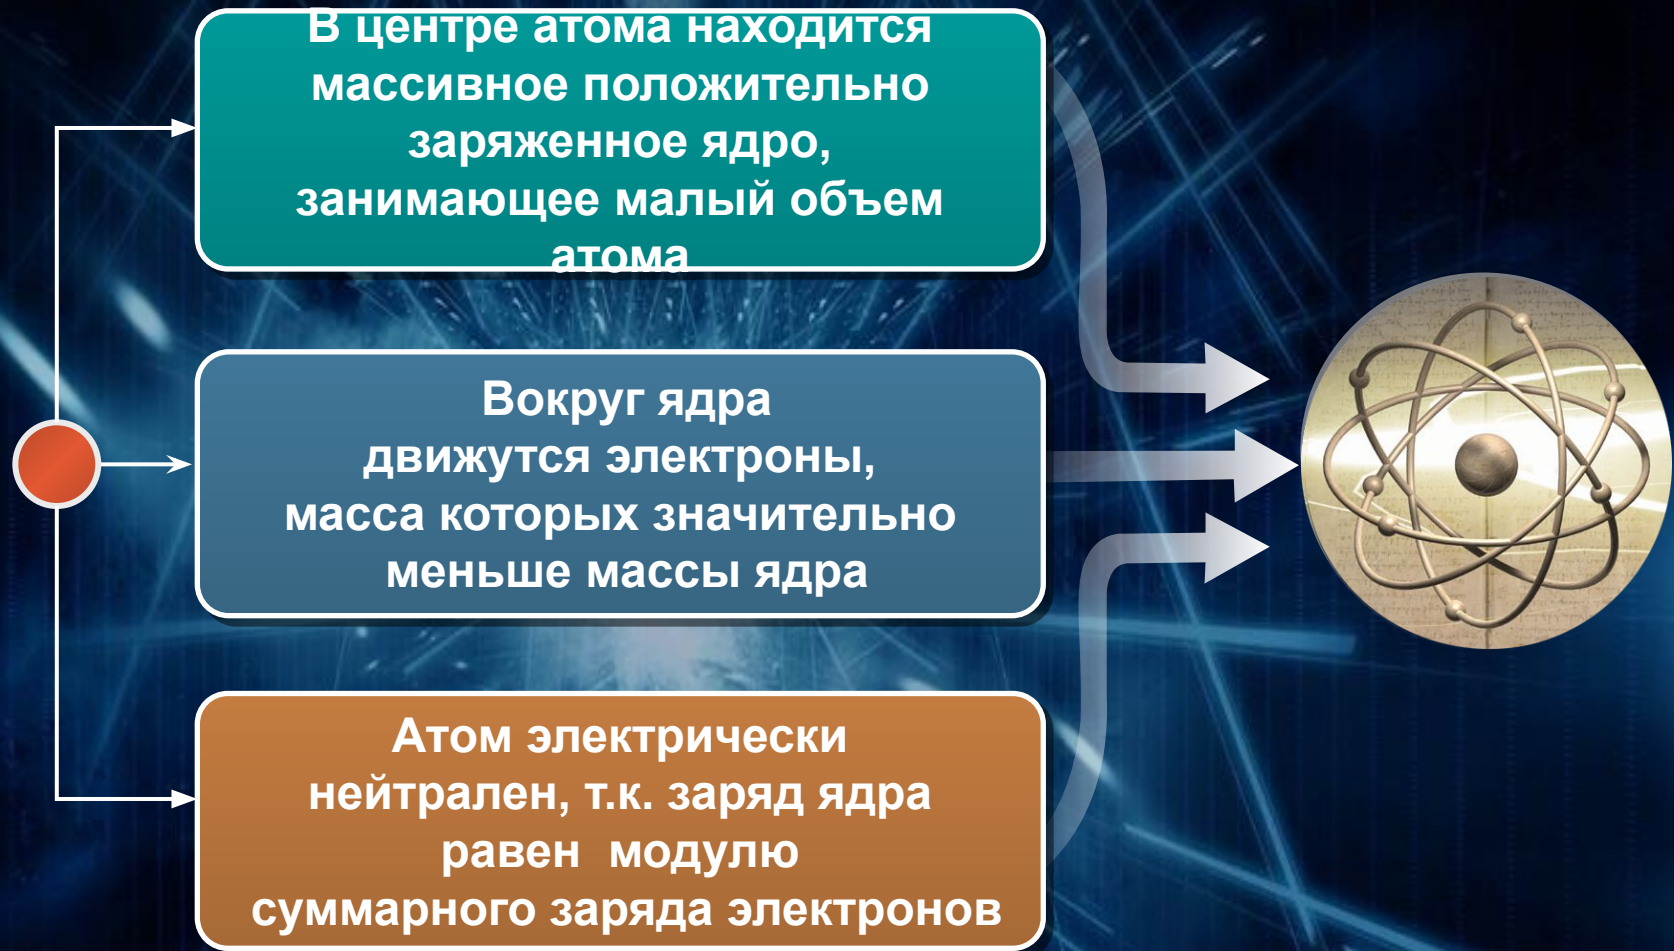 В центре атома находится
массивное положительно
заряженное ядро,
занимающее малый объем
атома
Вокруг ядра
движутся электроны,
масса которых значительно
меньше массы ядра
Атом электрически
нейтрален, т.к. заряд ядра
равен  модулю
суммарного заряда электронов